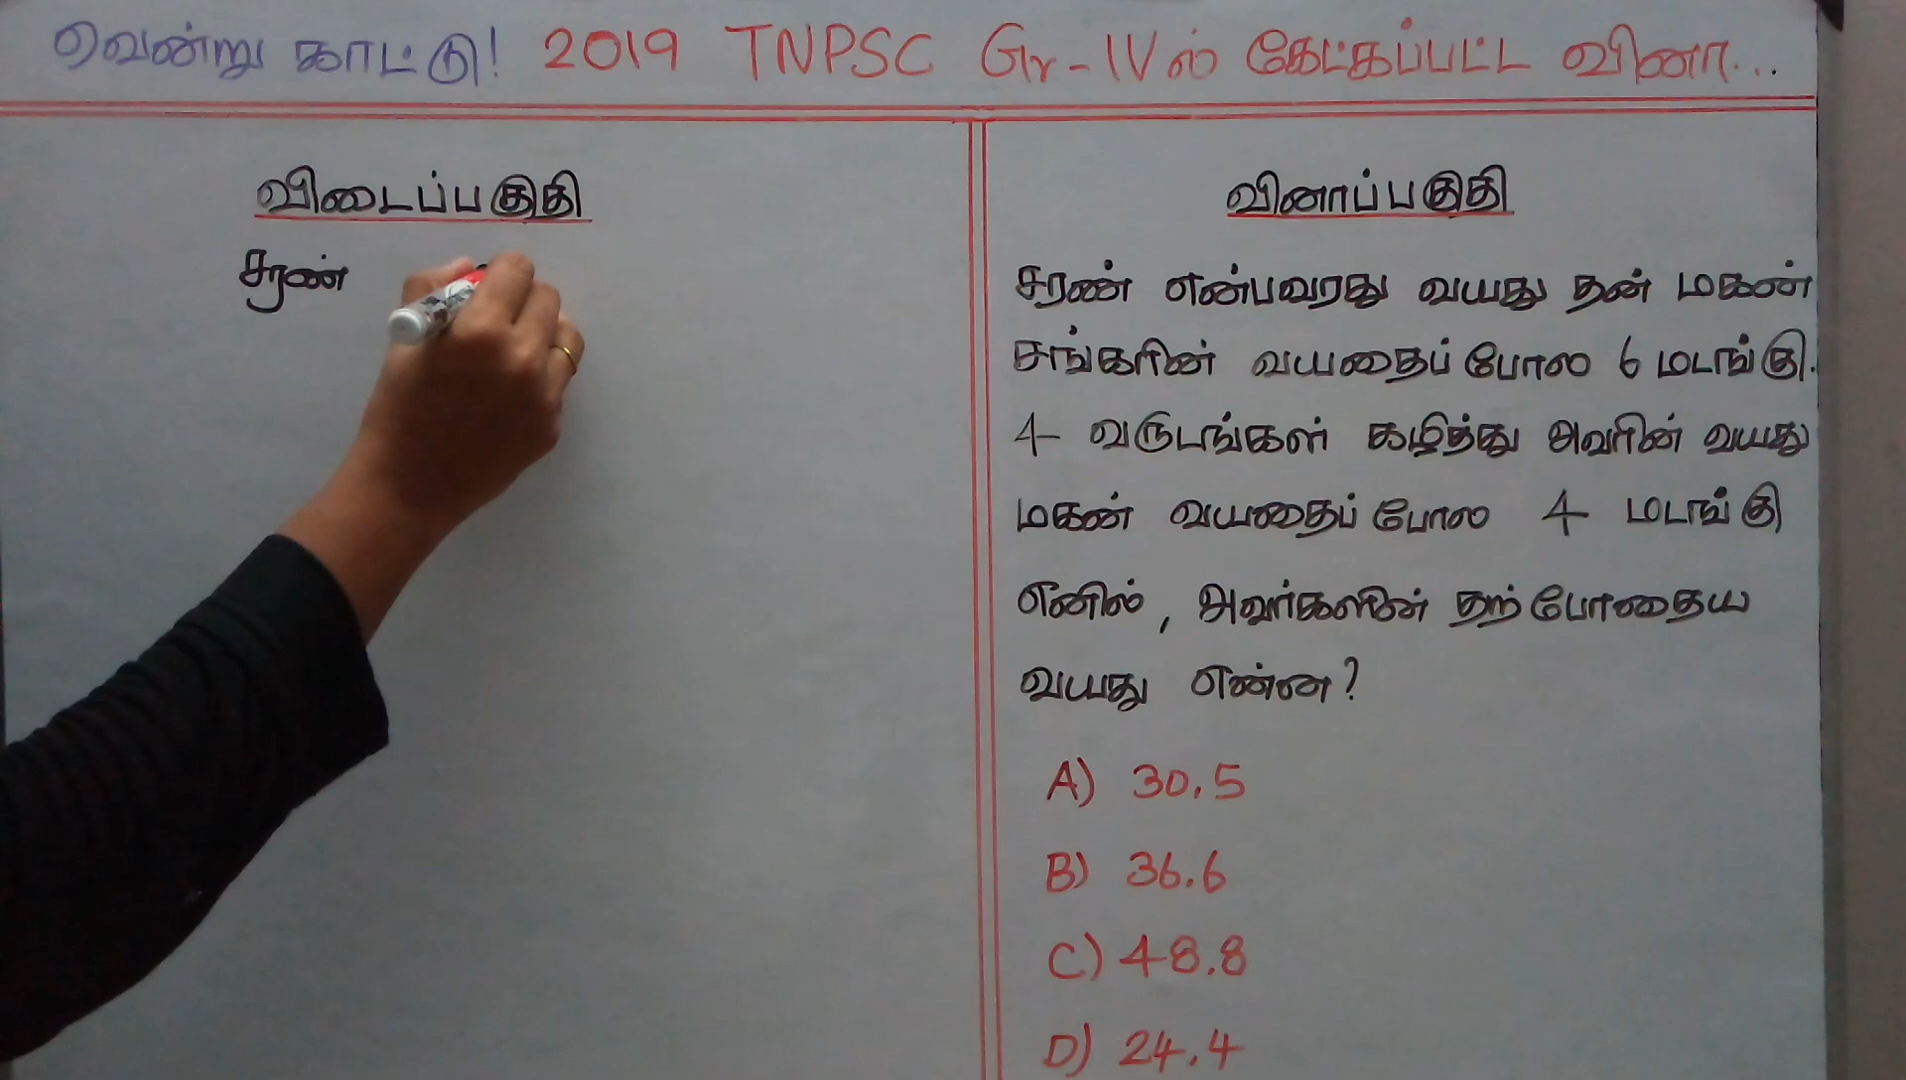 வென்று காட்டு! 2019 TNPSC Gr-IVல் கேட்கப்பட்ட வினா...
விடைப்பகுதி
சரண்
வினாப்பகுதி
சரண் என்பவரது வயது தன் மகன்
சங்கரின் வயதைப் போல 6 மடங்கு.
4 வருடங்கள் கழித்து அவரின் வயது
மகன் வயதைப் போல 4 மடங்கு
எனில், அவர்களின் தற்போதைய
வயது என்ன?
A) 30.5
B) 36.6
C) 48.8
D) 24.4